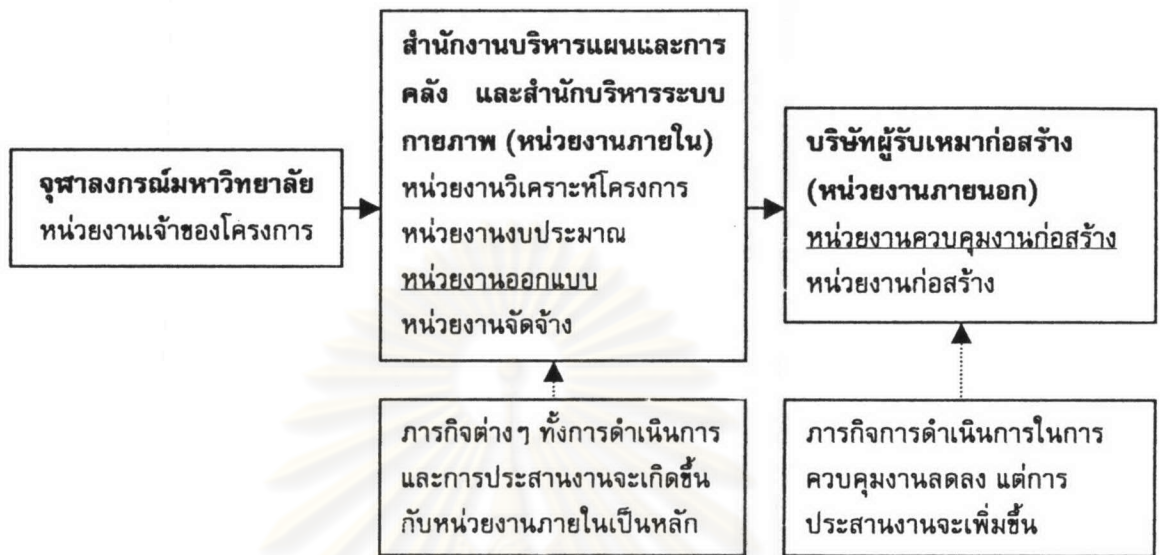 จุฬาลงกรณ์มหาวิทยาลัย
หน่วยงานเจ้าของโครงการ
สำนักงานบริหารแผนและการ
คลัง และสำนักบริหารระบบ
กายภาพ (หน่วยงานภายใน)
หน่วยงานวิเคราะห์โครงการ
หน่วยงานงบประมาณ
หน่วยงานออกแบบ
หน่วยงานจัดจ้าง
บริษัทผู้รับเหมาก่อสร้าง
(หน่วยงานภายนอก)
หน่วยงานควบคุมงานก่อสร้าง
หน่วยงานก่อสร้าง
ภารกิจต่างๆ ทั้งการดำเนินการ
และการประสานงานจะเกิดขึ้น
กับหน่วยงานภายในเป็นหลัก
ภารกิจการดำเนินการในการ
ควบคุมงานลดลง แต่การ
ประสานงานจะเพิ่มขึ้น